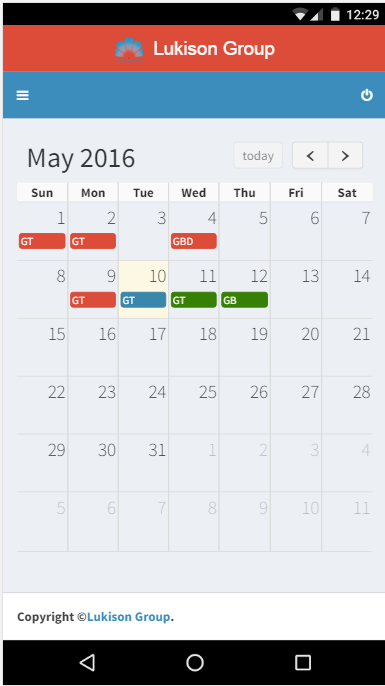 12:29
Lukison Group
May 2016
today
Sun Mon Tue Wed Thu Fri Sat
1 2 3 4 5 6 7
GT GT GBD
8 9 10 11 12 13 14
GT GT GT GB
15 16 17 18 19 20 21
22 23 24 25 26 27 28
29 30 31 1 2 3 4
5 6 7 8 9 10 11
Copyright ©Lukison Group.